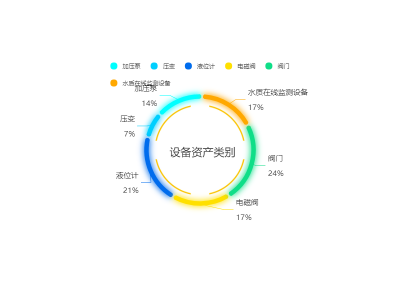 加压泵 压变 液位计 电磁阀 阀门
水质在线监测设备
加压泵
14%
水质在线监测设备
17%
压变
7%
设备资产类别
阀门
24%
液位计
21%
电磁阀
17%